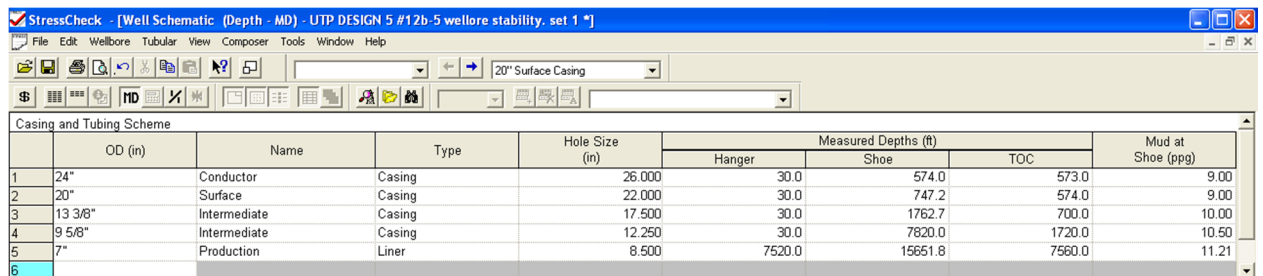 StressCheck - [Well Schematic (Depth - MD) - UTP DESIGN 5 #12b-5 wellore stability. set 1 *]
File Edit Wellbore Tubular View Composer Tools Window Help
20" Surface Casing
$ MD
Casing and Tubing Scheme
OD (in) Name Type Hole Size (in) Measured Depths (ft) Mud at Shoe (ppg)
Hanger Shoe TOC
1 24" Conductor Casing 26.000 30.0 574.0 573.0 9.00
2 20" Surface Casing 22.000 30.0 747.2 574.0 9.00
3 13 3/8" Intermediate Casing 17.500 30.0 1762.7 700.0 10.00
4 9 5/8" Intermediate Casing 12.250 30.0 7820.0 1720.0 10.50
5 7" Production Liner 8.500 7520.0 15651.8 7560.0 11.21
6